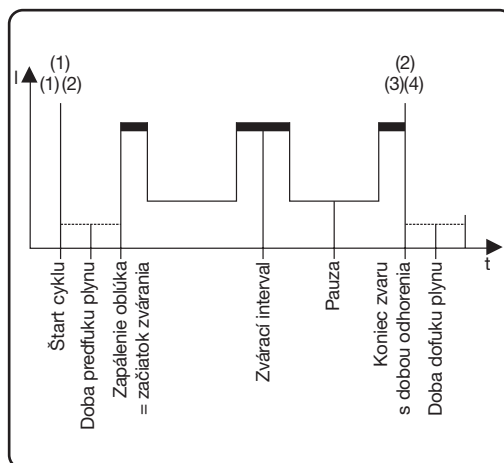 (1)
(1)(2)
(2)
(3)(4)
I
t
Štart cyklu
Doba predfuku plynu
Zapálenie oblúka
= začiatok zvárania
Zvárací interval
Pauza
Koniec zvaru
s dobou odhorenia
Doba dofuku plynu